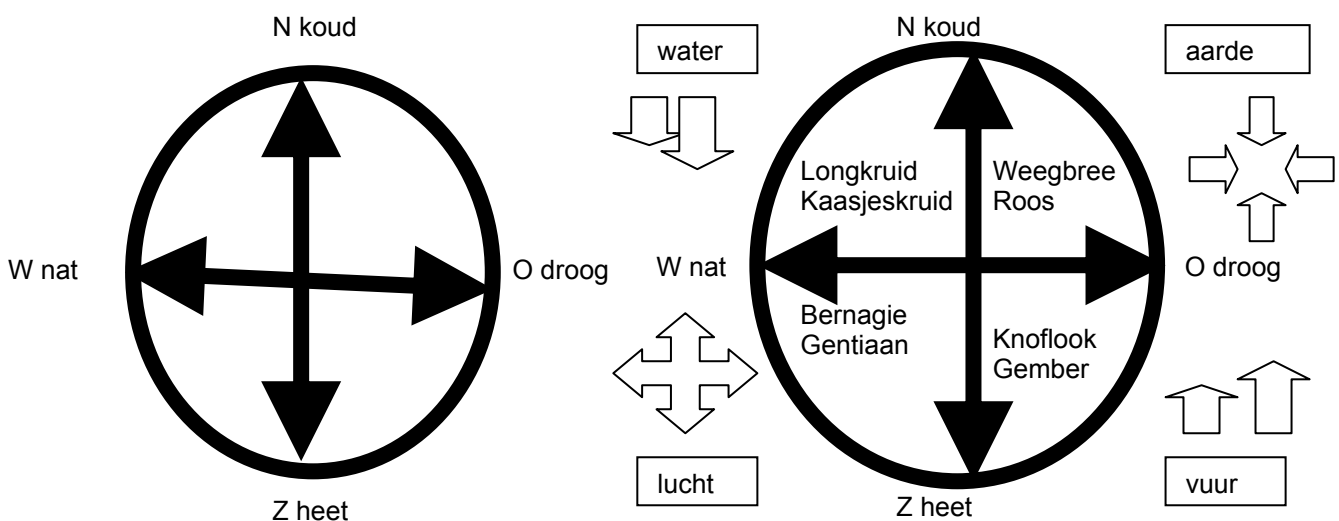 N koud
W nat
O droog
Z heet
water
N koud
aarde
Longkruid
Kaasjeskruid
Weegbree
Roos
W nat
O droog
Bernagie
Gentiaan
Knoflook
Gember
lucht
Z heet
vuur